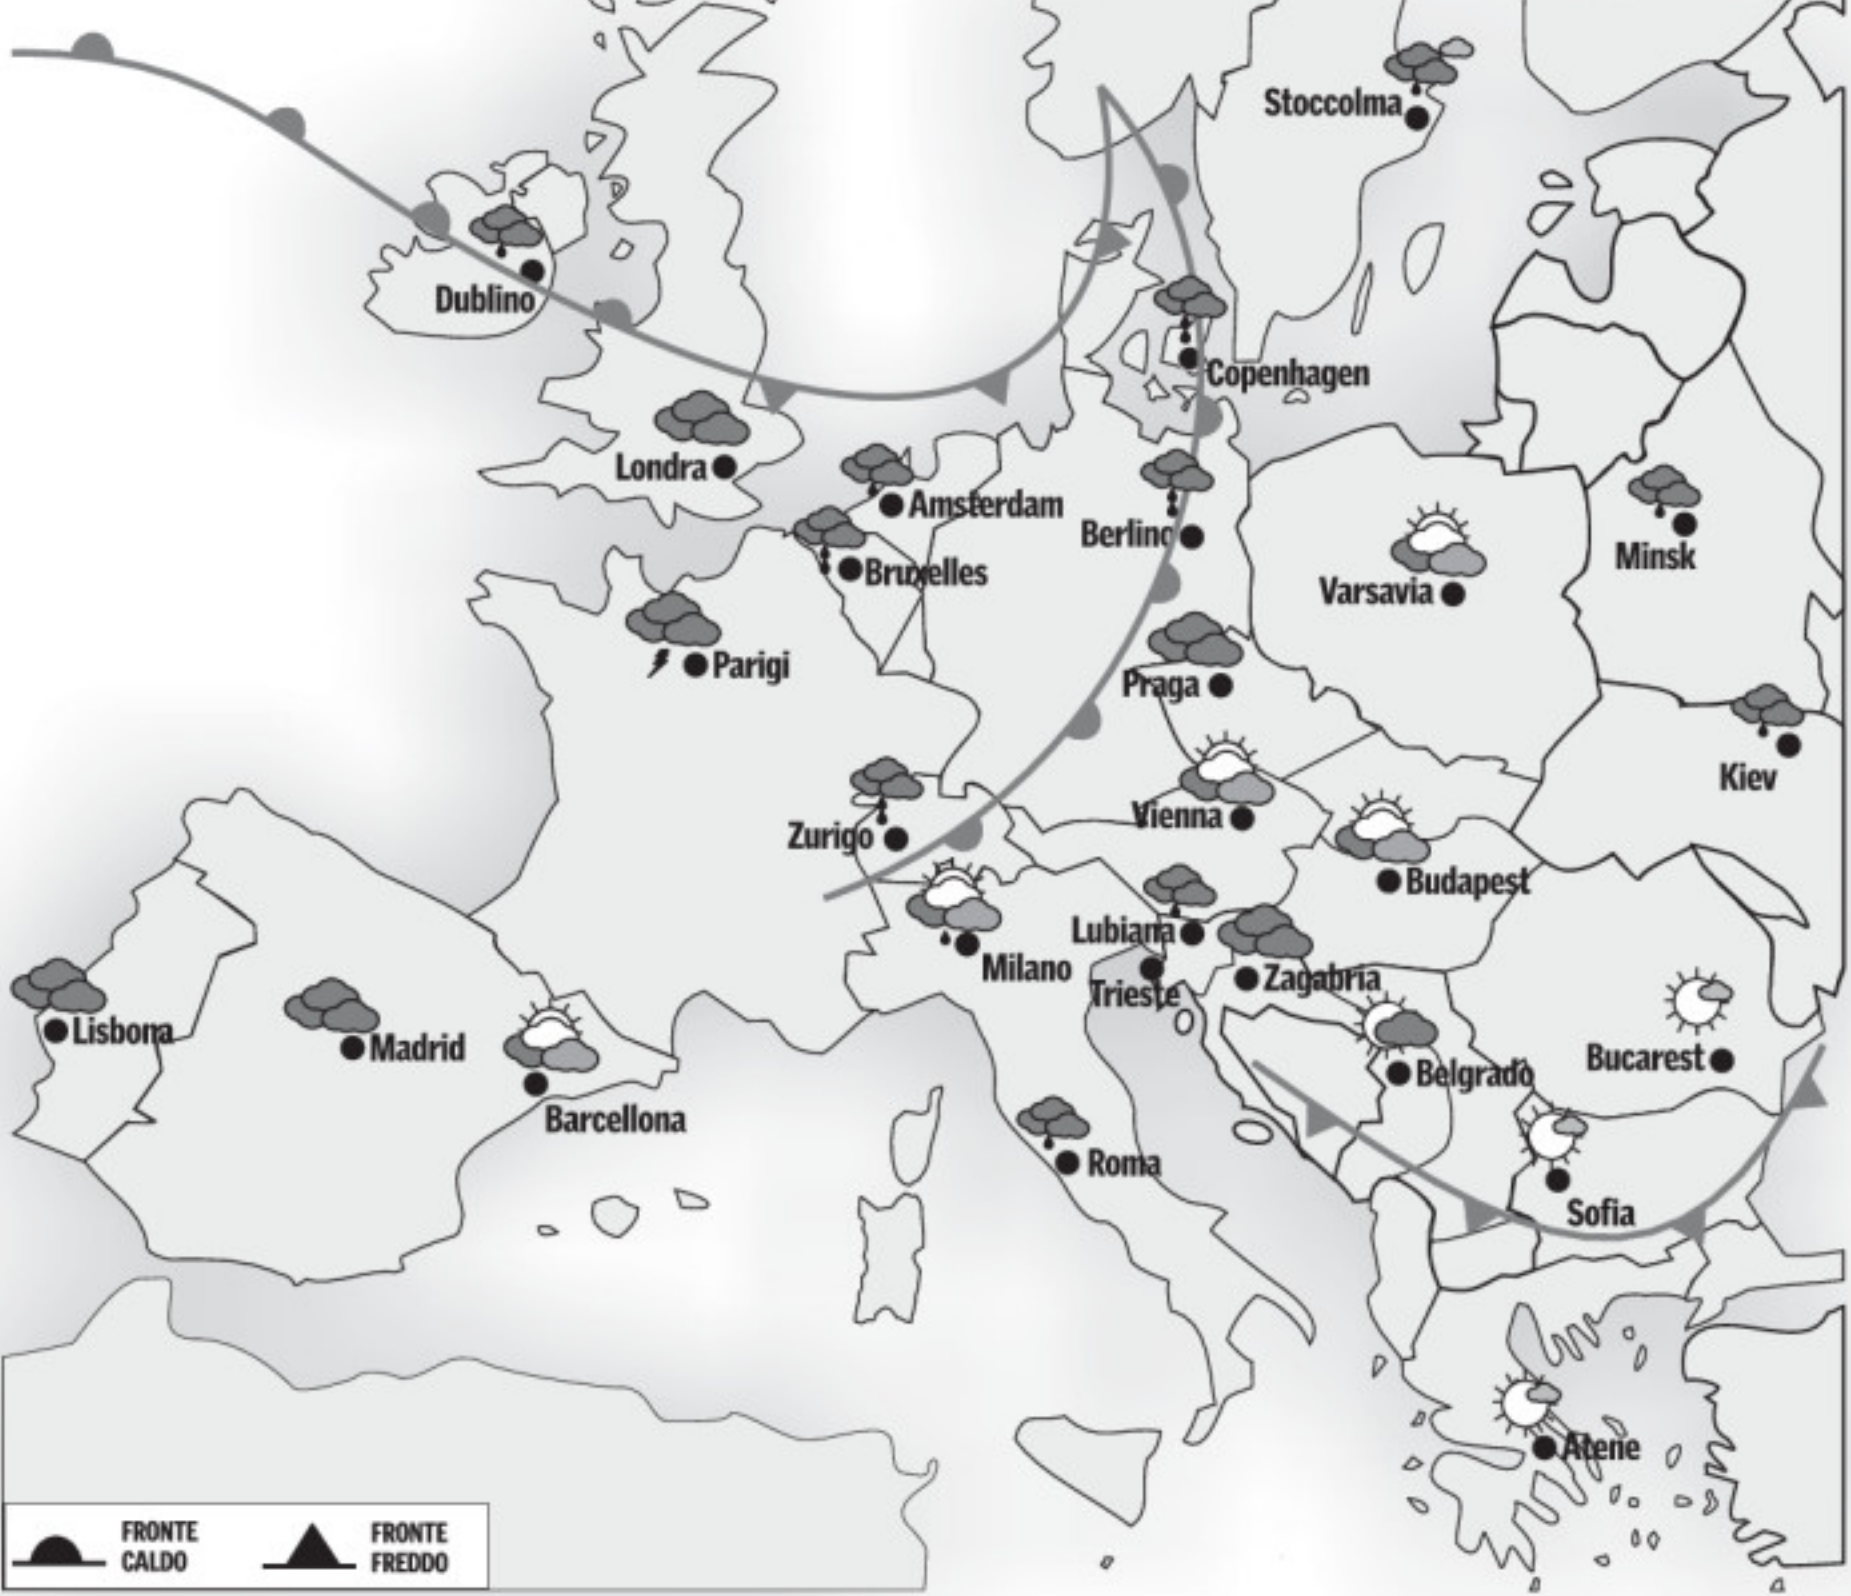 Stoccolma
Dublino
Copenhagen
Londra
Amsterdam
Berlino
Minsk
Bruxelles
Varsavia
Parigi
Praga
Kiev
Vienna
Zurigo
Budapest
Lubiana
Milano
Zagabria
Trieste
Lisbona
Madrid
Bucarest
Belgrado
Barcellona
Roma
Sofia
Atene
FRONTE
CALDO
FRONTE
FREDDO